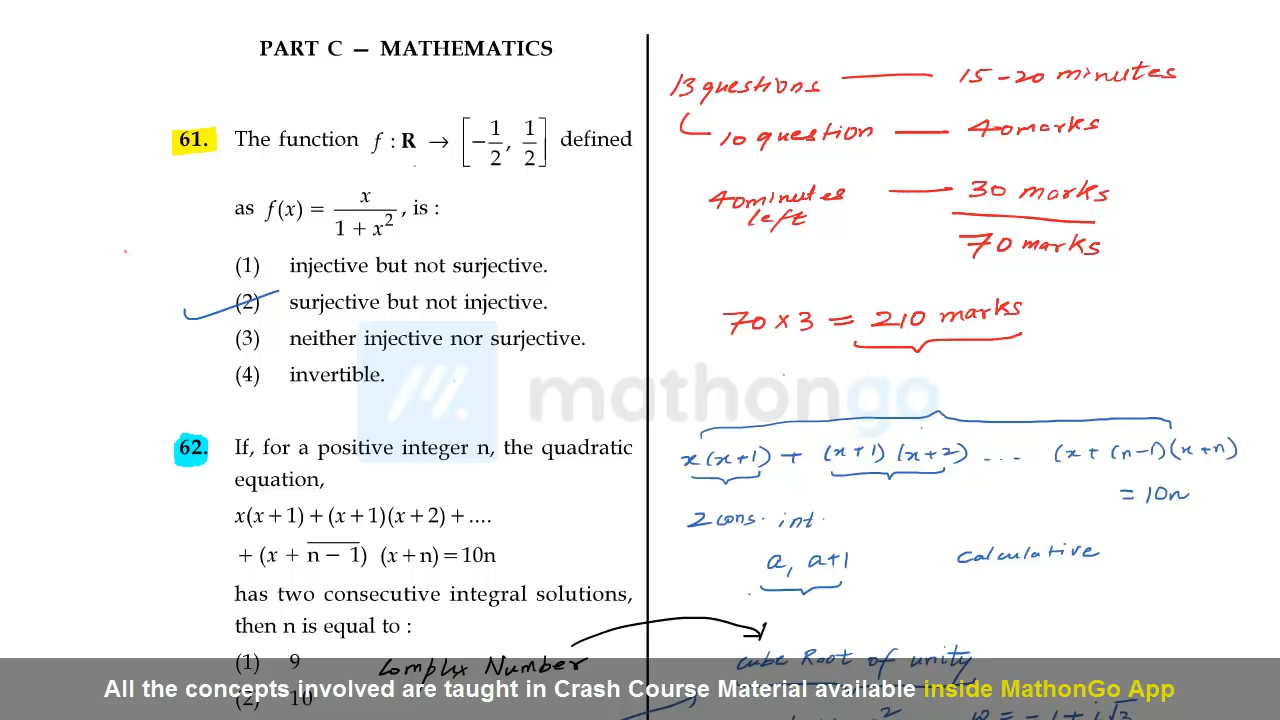 PART C — MATHEMATICS
61. The function f : R → [−1/2, 1/2] defined
as f(x) = x/(1 + x²), is :
(1) injective but not surjective.
(2) surjective but not injective.
(3) neither injective nor surjective.
(4) invertible.
62. If, for a positive integer n, the quadratic
equation,
x(x + 1) + (x + 1)(x + 2) + ....
+ (x + n̅ ̅−̅ ̅1̅) (x + n) = 10n
has two consecutive integral solutions,
then n is equal to :
(1) 9
Complex Number
(2) 10
13 questions — 15-20 minutes
10 question — 40 marks
40 minutes left — 30 marks
70 marks
70 × 3 = 210 marks
mathongo
x(x+1) + (x+1)(x+2) ... (x+(n-1)(x+n)
= 10n
2 cons. int.
a, a+1 calculative
cube Root of unity
All the concepts involved are taught in Crash Course Material available inside MathonGo App